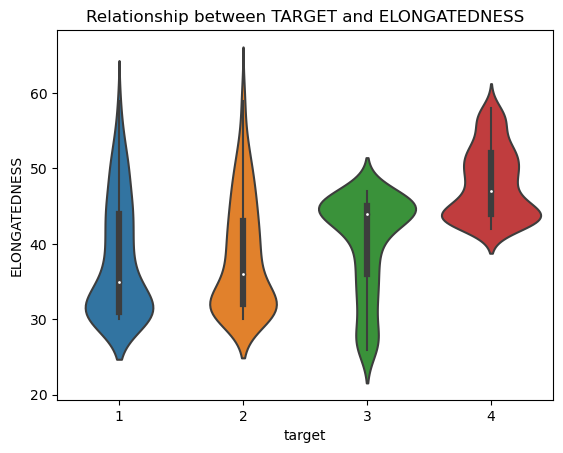 Relationship between TARGET and ELONGATEDNESS
ELONGATEDNESS
60
50
40
30
20
1 2 3 4
target